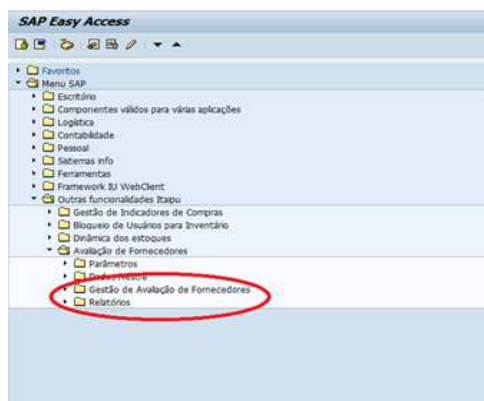 SAP Easy Access
Favoritos
Menu SAP
Escritório
Componentes válidos para várias aplicações
Logística
Contabilidade
Pessoal
Sistemas info
Ferramentas
Framework IU WebClient
Outras funcionalidades Itaipu
Gestão de Indicadores de Compras
Bloqueio de Usuários para Inventário
Dinâmica dos estoques
Avaliação de Fornecedores
Parâmetros
Dados Mestre
Gestão de Avaliação de Fornecedores
Relatórios